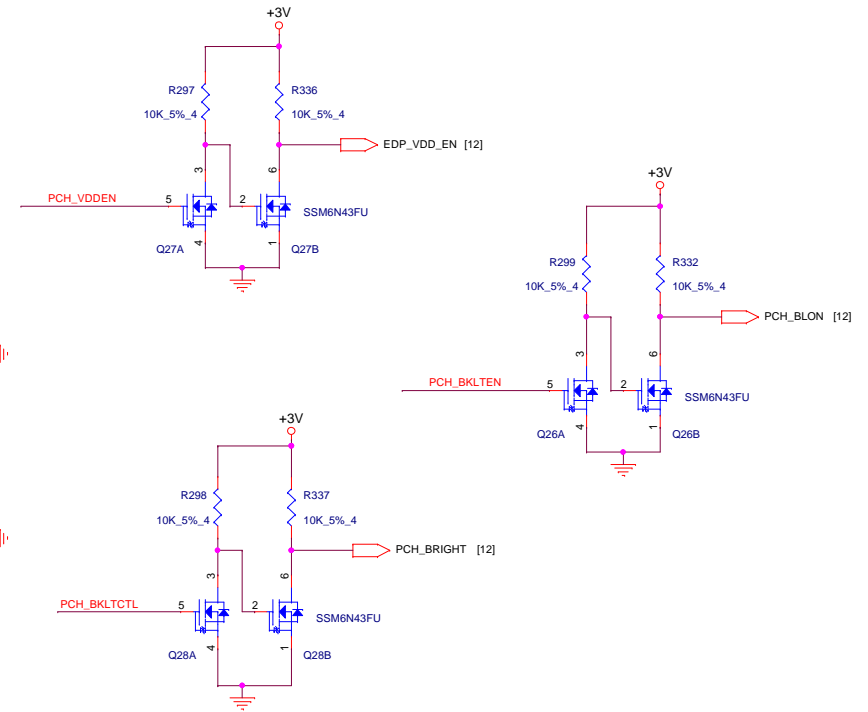 +3V
R297
10K_5%_4
R336
10K_5%_4
EDP_VDD_EN [12]
3
6
PCH_VDDEN
5
2
SSM6N43FU
4
1
Q27A
Q27B
+3V
R299
10K_5%_4
R332
10K_5%_4
PCH_BLON [12]
3
6
PCH_BKLTEN
5
2
SSM6N43FU
4
1
Q26A
Q26B
+3V
R298
10K_5%_4
R337
10K_5%_4
PCH_BRIGHT [12]
3
6
PCH_BKLTCTL
5
2
SSM6N43FU
4
1
Q28A
Q28B